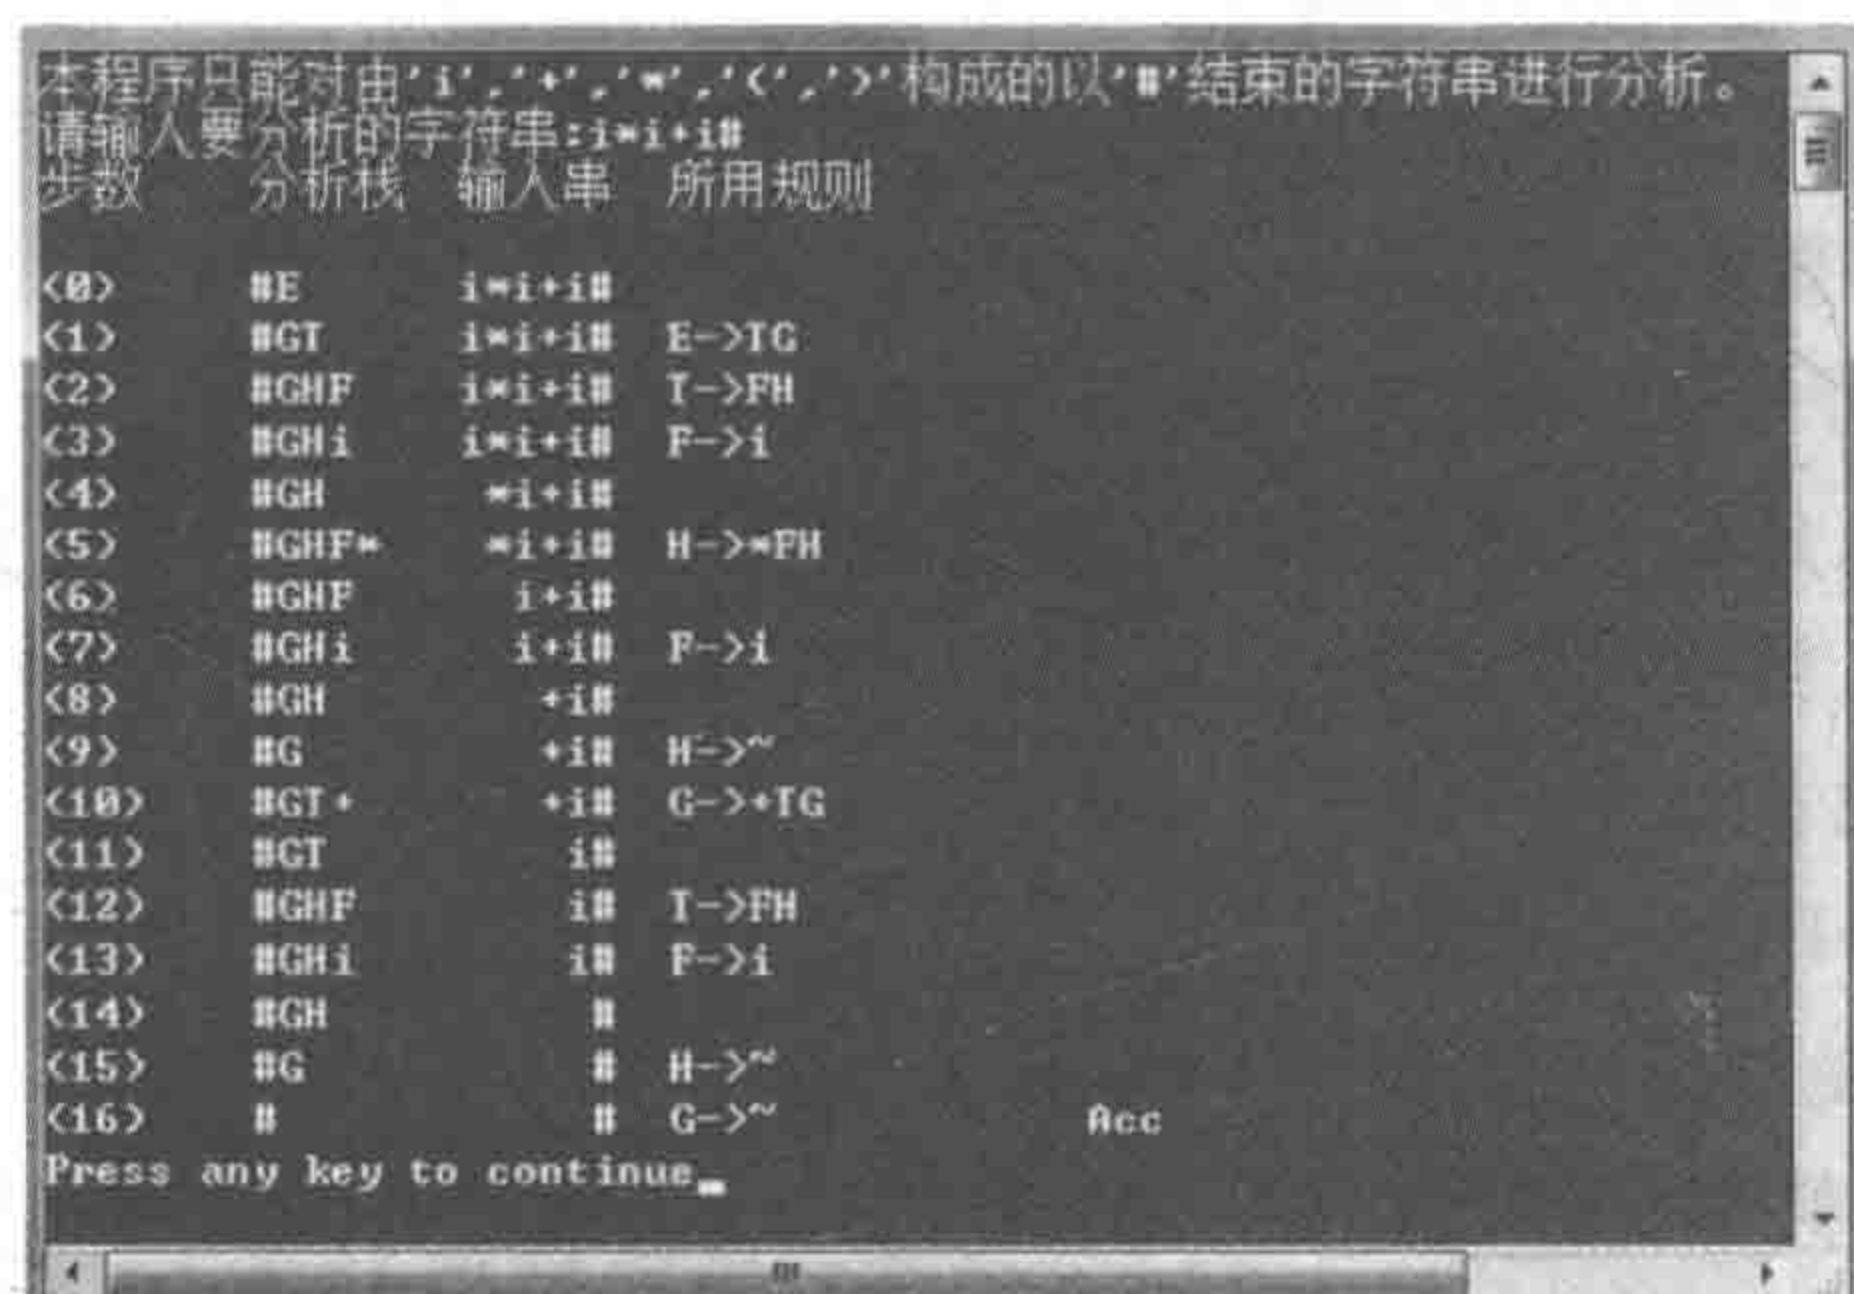 本程序只能对由'i','+','*','<','>'构成的以'#'结束的字符串进行分析。
请输入要分析的字符串:i*i+i#
步数 分析栈 输入串 所用规则
<0> #E i*i+i#
<1> #GT i*i+i# E->TG
<2> #GHF i*i+i# T->FH
<3> #GHi i*i+i# F->i
<4> #GH *i+i#
<5> #GHF* *i+i# H->*FH
<6> #GHF i+i#
<7> #GHi i+i# F->i
<8> #GH +i#
<9> #G +i# H->~
<10> #GT+ +i# G->+TG
<11> #GT i#
<12> #GHF i# T->FH
<13> #GHi i# F->i
<14> #GH #
<15> #G # H->~
<16> # # G->~ Acc
Press any key to continue_